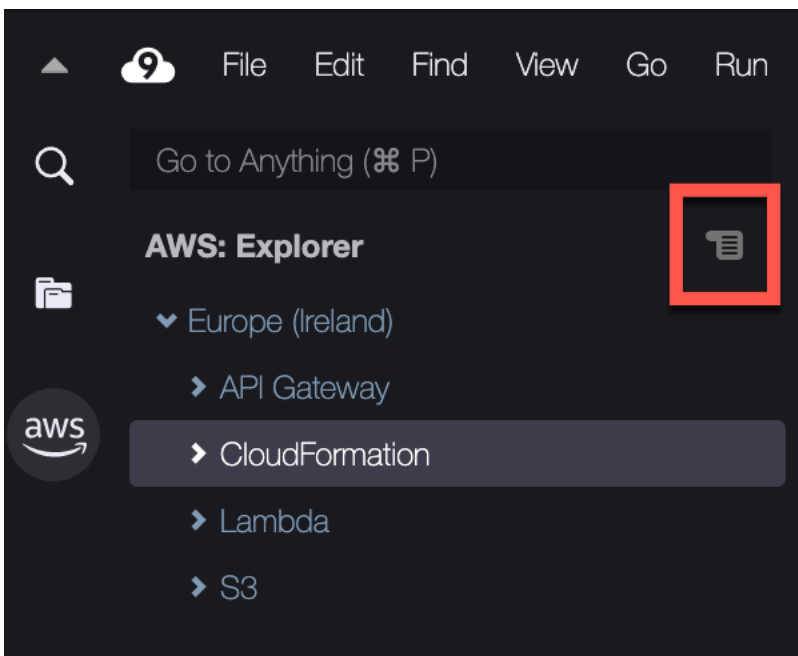 9 File Edit Find View Go Run
Go to Anything (⌘ P)
AWS: Explorer
Europe (Ireland)
API Gateway
aws
CloudFormation
Lambda
S3